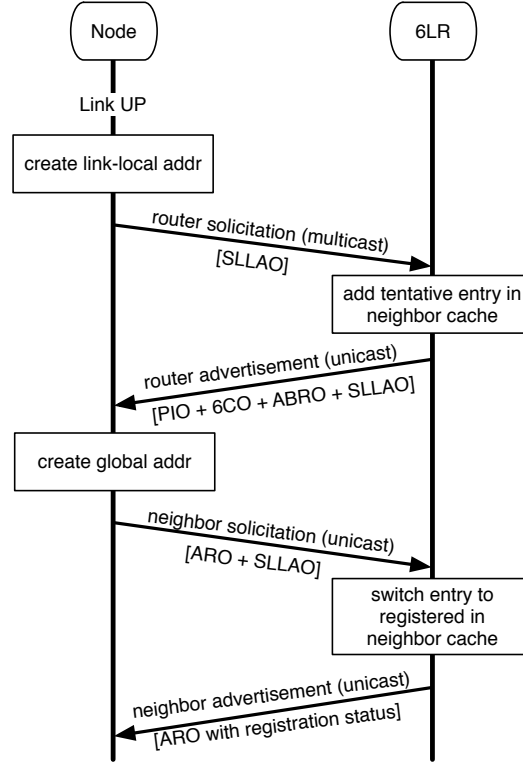 Node
6LR
Link UP
create link-local addr
router solicitation (multicast)
[SLLAO]
add tentative entry in
neighbor cache
router advertisement (unicast)
[PIO + 6CO + ABRO + SLLAO]
create global addr
neighbor solicitation (unicast)
[ARO + SLLAO]
switch entry to
registered in
neighbor cache
neighbor advertisement (unicast)
[ARO with registration status]